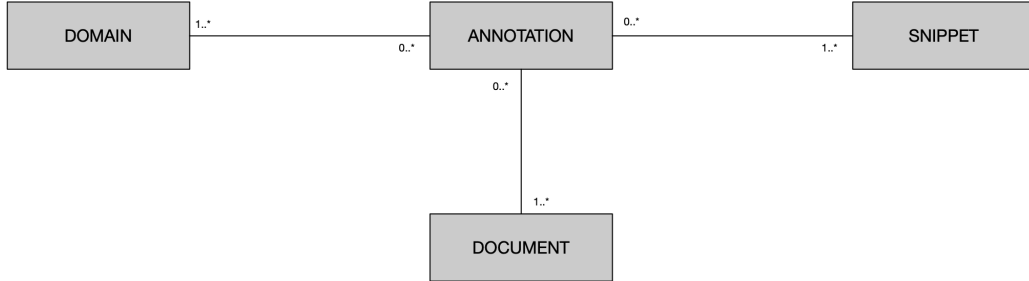 DOMAIN
1..*
0..*
ANNOTATION
0..*
1..*
SNIPPET
0..*
1..*
DOCUMENT